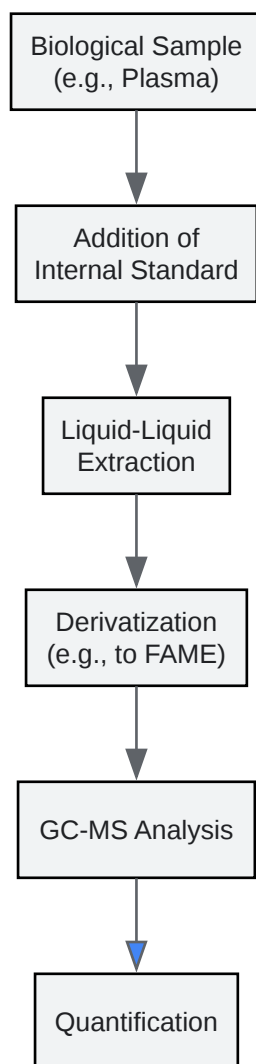 Biological Sample
(e.g., Plasma)
Addition of
Internal Standard
Liquid-Liquid
Extraction
Derivatization
(e.g., to FAME)
GC-MS Analysis
Quantification